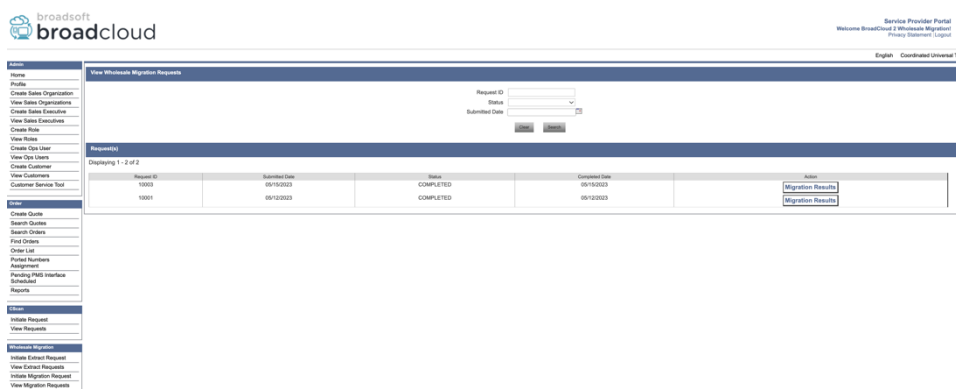 broadsoft
broadcloud
Service Provider Portal
Welcome BroadCloud 2 Wholesale Migration!
Privacy Statement | Logout
English Coordinated Universal T
Admin
Home
Profile
Create Sales Organization
View Sales Organizations
Create Sales Executive
View Sales Executives
Create Role
View Roles
Create Ops User
View Ops Users
Create Customer
View Customers
Customer Service Tool
Order
Create Quote
Search Quotes
Search Orders
Find Orders
Order List
Ported Numbers
Assignment
Pending PMS Interface
Scheduled
Reports
Initiate Request
View Requests
Wholesale Migration
Initiate Extract Request
View Extract Requests
Initiate Migration Request
View Migration Requests
View Wholesale Migration Requests
Request ID
Status
Submitted Date
Clear Search
Request(s)
Displaying 1 - 2 of 2
Request ID Submitted Date Status Completed Date Action
10003 05/15/2023 COMPLETED 05/15/2023 Migration Results
10001 05/12/2023 COMPLETED 05/12/2023 Migration Results